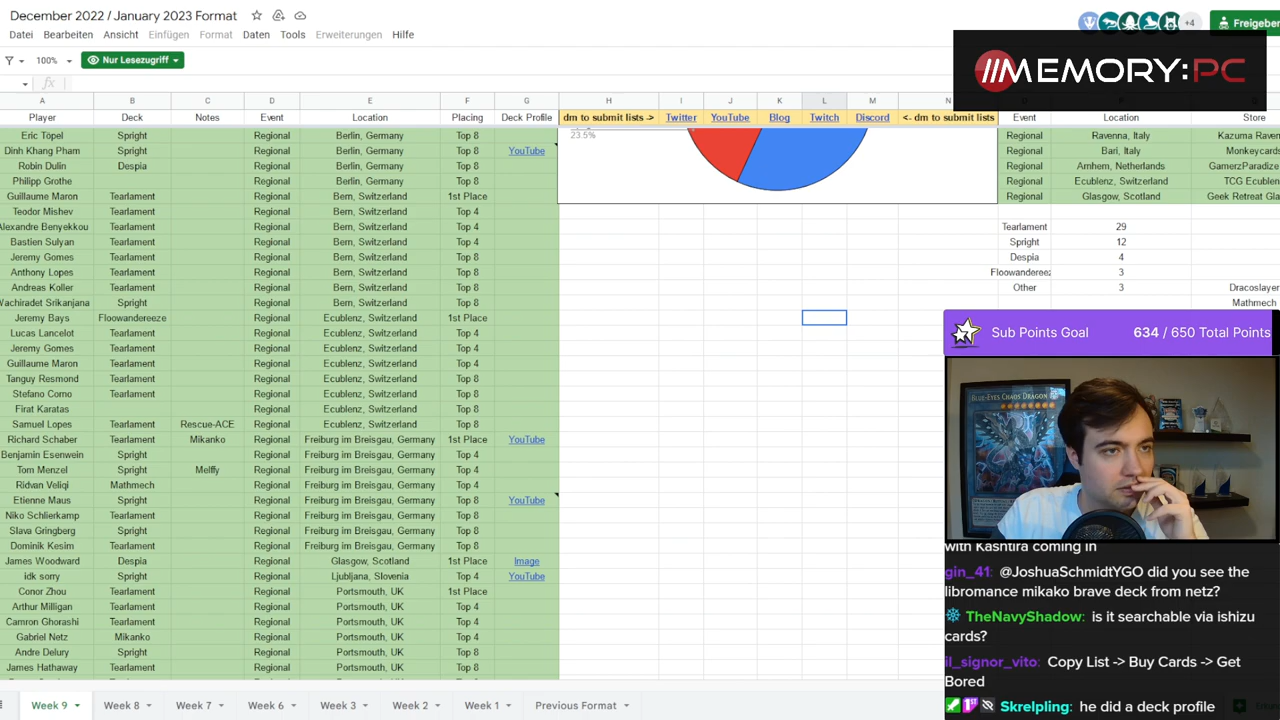 December 2022 / January 2023 Format
Datei Bearbeiten Ansicht Einfügen Format Daten Tools Erweiterungen Hilfe
+4 Freigeben
100% Nur Lesezugriff
MEMORY:PC
fx
A B C D E F G H I J K L M N
Player Deck Notes Event Location Placing Deck Profile dm to submit lists -> Twitter YouTube Blog Twitch Discord <- dm to submit lists Event Location Store
Eric Töpel Spright Regional Berlin, Germany Top 8 23.5% Regional Ravenna, Italy Kazuma Raven
Dinh Khang Pham Spright Regional Berlin, Germany Top 8 YouTube Regional Bari, Italy Monkeycards
Robin Dulin Despia Regional Berlin, Germany Top 8 Regional Arnhem, Netherlands GamerzParadize
Philipp Grothe Regional Berlin, Germany Top 8 Regional Ecublenz, Switzerland TCG Ecublen
Guillaume Maron Tearlament Regional Bern, Switzerland 1st Place Regional Glasgow, Scotland Geek Retreat Gla
Teodor Mishev Tearlament Regional Bern, Switzerland Top 4
Alexandre Benyekkou Tearlament Regional Bern, Switzerland Top 4 Tearlament 29
Bastien Sulyan Tearlament Regional Bern, Switzerland Top 4 Spright 12
Jeremy Gomes Tearlament Regional Bern, Switzerland Top 8 Despia 4
Anthony Lopes Tearlament Regional Bern, Switzerland Top 8 Floowandereeze 3
Andreas Koller Tearlament Regional Bern, Switzerland Top 8 Other 3 Dracoslayer
Wachiradet Srikanjana Spright Regional Bern, Switzerland Top 8 Mathmech
Jeremy Bays Floowandereeze Regional Ecublenz, Switzerland 1st Place
Lucas Lancelot Tearlament Regional Ecublenz, Switzerland Top 4
Jeremy Gomes Tearlament Regional Ecublenz, Switzerland Top 4
Guillaume Maron Tearlament Regional Ecublenz, Switzerland Top 4
Tanguy Resmond Tearlament Regional Ecublenz, Switzerland Top 8
Stefano Como Tearlament Regional Ecublenz, Switzerland Top 8
Firat Karatas Regional Ecublenz, Switzerland Top 8
Samuel Lopes Tearlament Rescue-ACE Regional Ecublenz, Switzerland Top 8
Richard Schaber Tearlament Mikanko Regional Freiburg im Breisgau, Germany 1st Place YouTube
Benjamin Esenwein Spright Regional Freiburg im Breisgau, Germany Top 4
Tom Menzel Spright Melffy Regional Freiburg im Breisgau, Germany Top 4
Ridvan Veliqi Mathmech Regional Freiburg im Breisgau, Germany Top 4
Etienne Maus Spright Regional Freiburg im Breisgau, Germany Top 8 YouTube
Niko Schlierkamp Tearlament Regional Freiburg im Breisgau, Germany Top 8
Slava Gringberg Spright Regional Freiburg im Breisgau, Germany Top 8
Dominik Kesim Tearlament Regional Freiburg im Breisgau, Germany Top 8
James Woodward Despia Regional Glasgow, Scotland 1st Place Image
idk sorry Spright Regional Ljubljana, Slovenia Top 4 YouTube
Conor Zhou Tearlament Regional Portsmouth, UK 1st Place
Arthur Milligan Tearlament Regional Portsmouth, UK Top 4
Camron Ghorashi Tearlament Regional Portsmouth, UK Top 4
Gabriel Netz Mikanko Regional Portsmouth, UK Top 4
Andre Delury Spright Regional Portsmouth, UK Top 8
James Hathaway Tearlament Regional Portsmouth, UK Top 8
Sub Points Goal 634 / 650 Total Points
BLUE-EYES CHAOS DRAGON
with Kashtira coming in
gin_41: @JoshuaSchmidtYGO did you see the
libromance mikako brave deck from netz?
TheNavyShadow: is it searchable via ishizu
cards?
il_signor_vito: Copy List -> Buy Cards -> Get
Bored
Skrelpling: he did a deck profile
Week 9 Week 8 Week 7 Week 6 Week 3 Week 2 Week 1 Previous Format